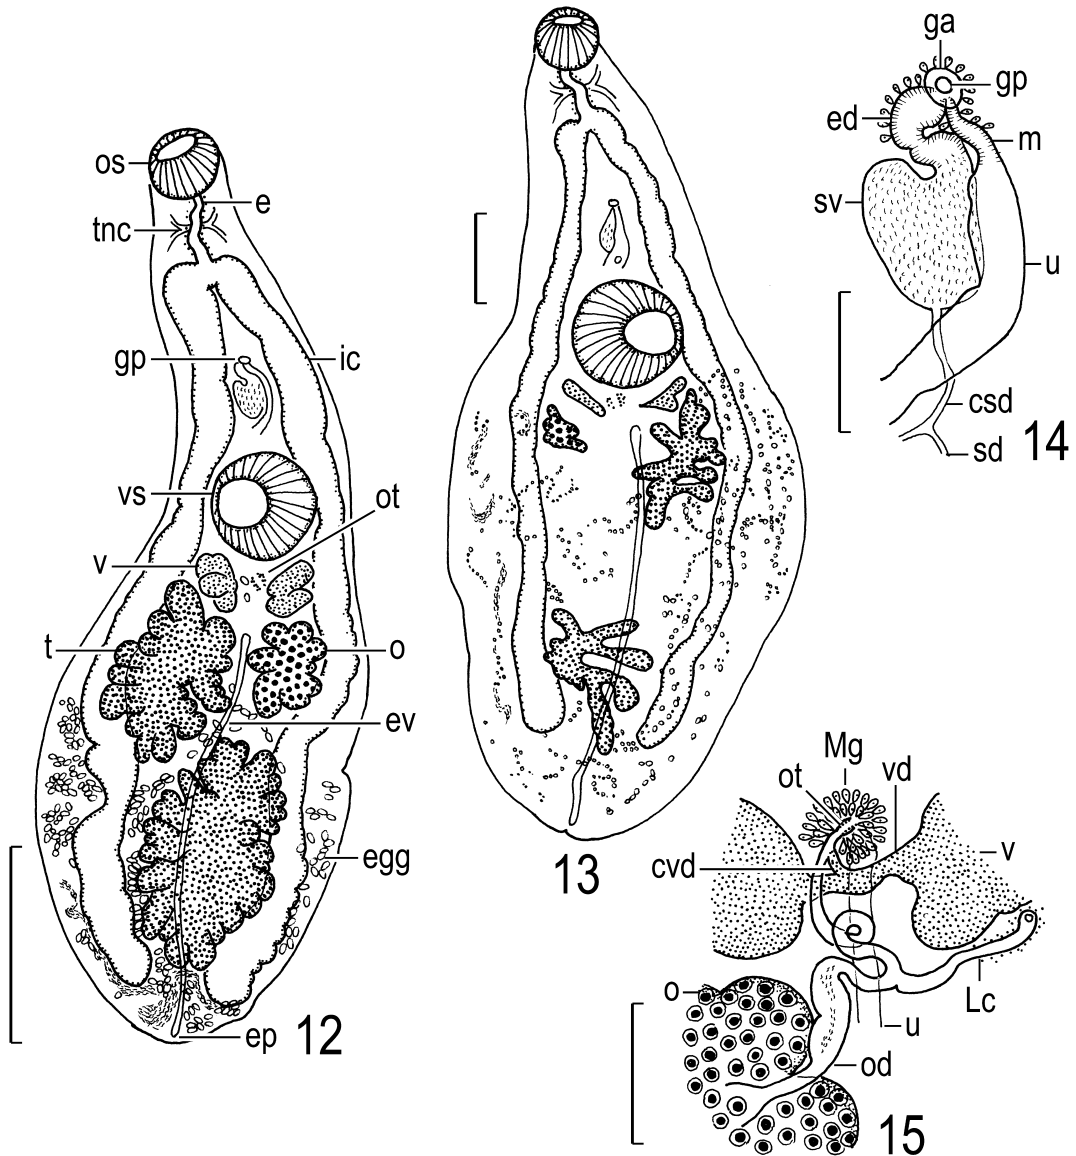 os
e
tnc
gp
ic
vs
ot
v
t
o
ev
egg
ep
12
13
ga
gp
ed
m
sv
u
csd
sd
14
Mg
ot
vd
cvd
v
o
Lc
u
od
15